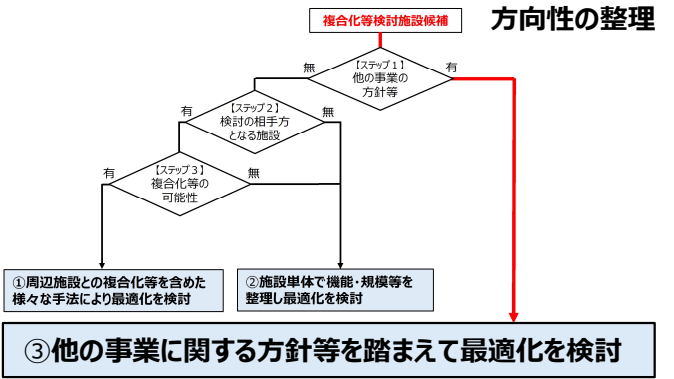 方向性の整理
複合化等検討施設候補
【ステップ1】
他の事業の
方針等
無
有
【ステップ2】
検討の相手方
となる施設
有
無
【ステップ3】
複合化等の
可能性
有
無
①周辺施設との複合化等を含めた
様々な手法により最適化を検討
②施設単体で機能・規模等を
整理し最適化を検討
③他の事業に関する方針等を踏まえて最適化を検討